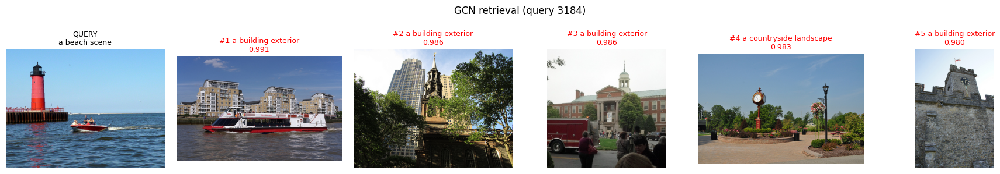 GCN retrieval (query 3184)
QUERY
a beach scene
#1 a building exterior
0.991
#2 a building exterior
0.986
#3 a building exterior
0.986
#4 a countryside landscape
0.983
#5 a building exterior
0.980